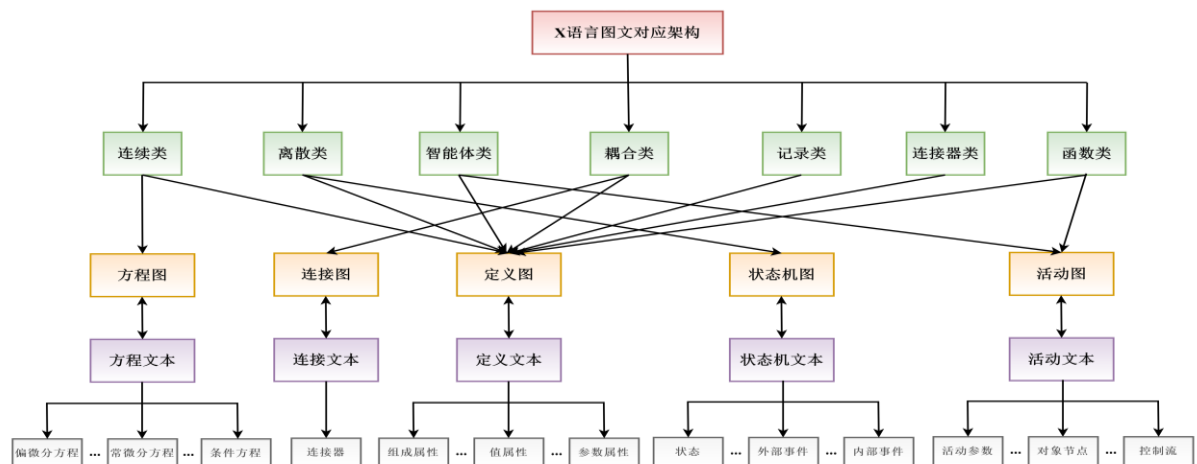 X语言图文对应架构
连续类 离散类 智能体类 耦合类 记录类 连接器类 函数类
方程图 连接图 定义图 状态机图 活动图
方程文本 连接文本 定义文本 状态机文本 活动文本
偏微分方程 ... 常微分方程 ... 条件方程 连接器 组成属性 ... 值属性 ... 参数属性 状态 ... 外部事件 ... 内部事件 活动参数 ... 对象节点 ... 控制流